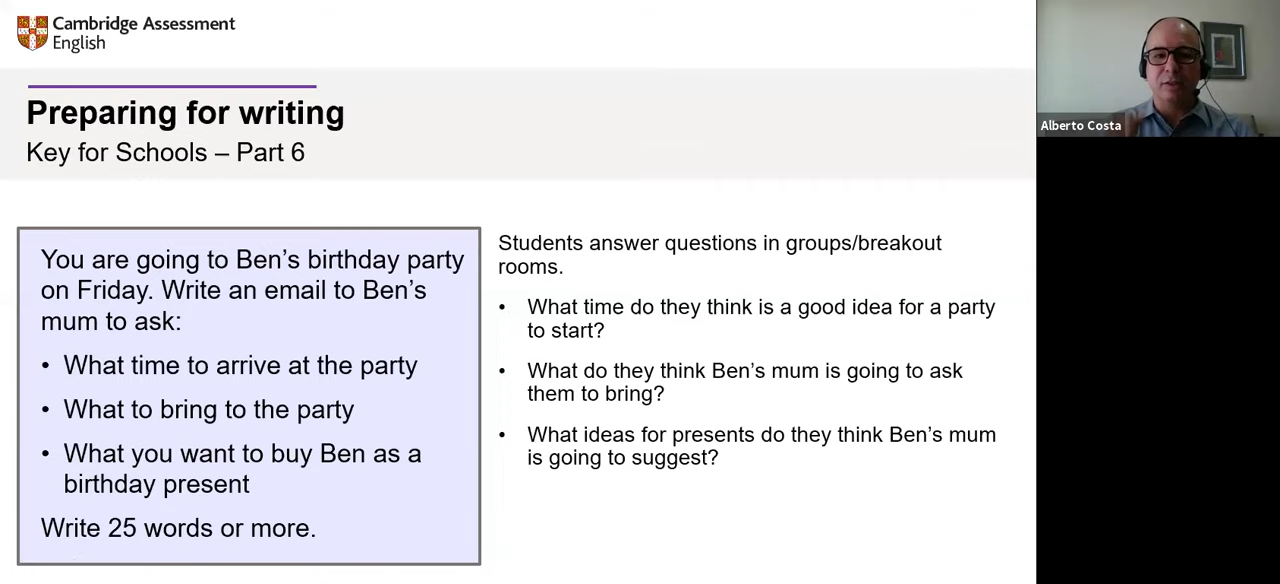 Cambridge Assessment
English
Preparing for writing
Key for Schools – Part 6
You are going to Ben's birthday party
on Friday. Write an email to Ben's
mum to ask:
• What time to arrive at the party
• What to bring to the party
• What you want to buy Ben as a
birthday present
Write 25 words or more.
Students answer questions in groups/breakout
rooms.
• What time do they think is a good idea for a party
to start?
• What do they think Ben's mum is going to ask
them to bring?
• What ideas for presents do they think Ben's mum
is going to suggest?
Alberto Costa